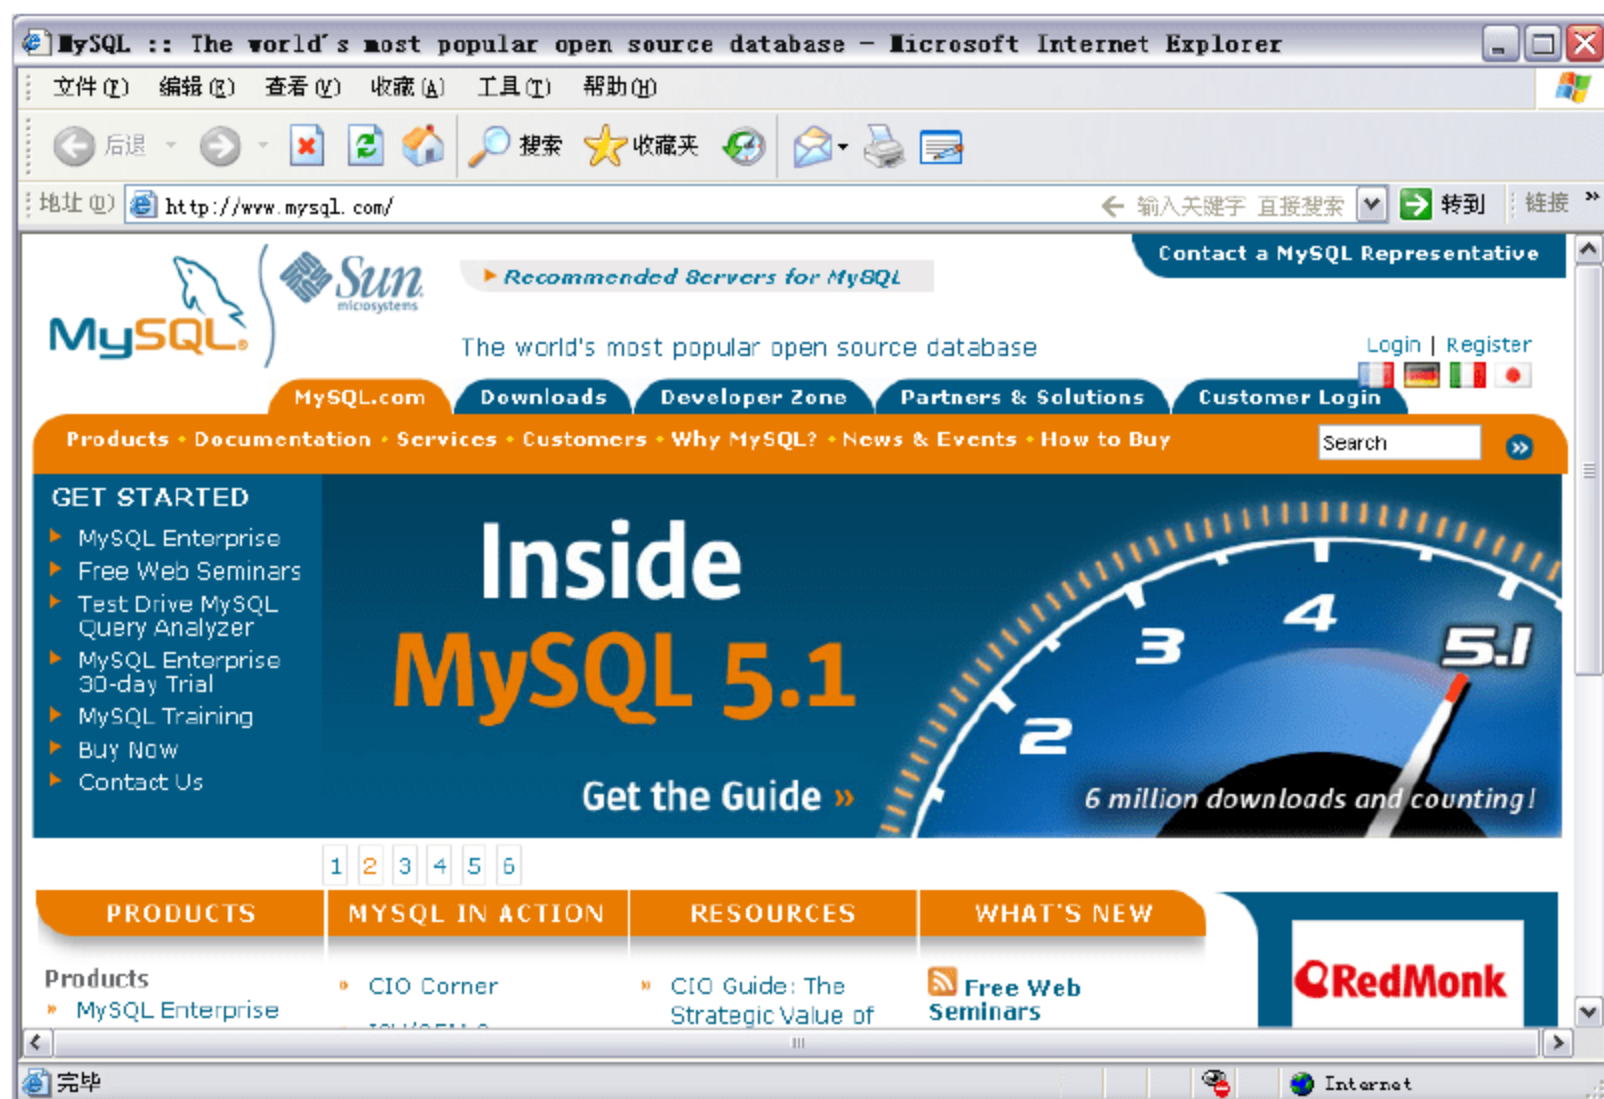 MySQL :: The world's most popular open source database - Microsoft Internet Explorer
文件(F) 编辑(E) 查看(V) 收藏(A) 工具(T) 帮助(H)
后退 搜索 收藏夹
地址(D) http://www.mysql.com/ 输入关键字 直接搜索 转到 链接 »
Contact a MySQL Representative
MySQL® Sun microsystems
Recommended Servers for MySQL
The world's most popular open source database
Login | Register
MySQL.com Downloads Developer Zone Partners & Solutions Customer Login
Products • Documentation • Services • Customers • Why MySQL? • News & Events • How to Buy Search »
GET STARTED
MySQL Enterprise
Free Web Seminars
Test Drive MySQL
Query Analyzer
MySQL Enterprise
30-day Trial
MySQL Training
Buy Now
Contact Us
Inside
MySQL 5.1
Get the Guide »
2 3 4 5.1
6 million downloads and counting!
1 2 3 4 5 6
PRODUCTS MYSQL IN ACTION RESOURCES WHAT'S NEW
Products
» MySQL Enterprise
» CIO Corner
» CIO Guide: The
Strategic Value of
Free Web
Seminars
RedMonk
完毕 Internet